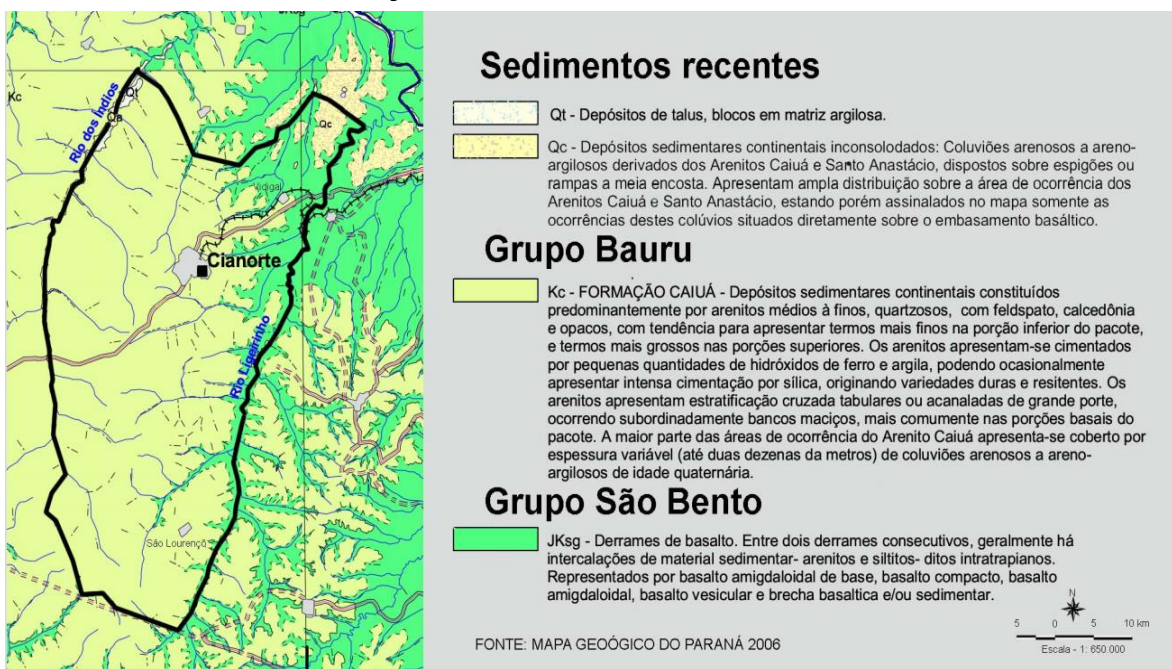 JKsg
Kc
Qt
Qa
Rio dos Índios
Qc
Vidigal
Cianorte
Rio Ligeirinho
São Lourenço
Sedimentos recentes
Qt - Depósitos de talus, blocos em matriz argilosa.
Qc - Depósitos sedimentares continentais inconsolodados: Coluviões arenosos a areno-
argilosos derivados dos Arenitos Caiuá e Santo Anastácio, dispostos sobre espigões ou
rampas a meia encosta. Apresentam ampla distribuição sobre a área de ocorrência dos
Arenitos Caiuá e Santo Anastácio, estando porém assinalados no mapa somente as
ocorrências destes colúvios situados diretamente sobre o embasamento basáltico.
Grupo Bauru
Kc - FORMAÇÃO CAIUÁ - Depósitos sedimentares continentais constituídos
predominantemente por arenitos médios à finos, quartzosos, com feldspato, calcedônia
e opacos, com tendência para apresentar termos mais finos na porção inferior do pacote,
e termos mais grossos nas porções superiores. Os arenitos apresentam-se cimentados
por pequenas quantidades de hidróxidos de ferro e argila, podendo ocasionalmente
apresentar intensa cimentação por sílica, originando variedades duras e resitentes. Os
arenitos apresentam estratificação cruzada tabulares ou acanaladas de grande porte,
ocorrendo subordinadamente bancos maciços, mais comumente nas porções basais do
pacote. A maior parte das áreas de ocorrência do Arenito Caiuá apresenta-se coberto por
espessura variável (até duas dezenas da metros) de coluviões arenosos a areno-
argilosos de idade quaternária.
Grupo São Bento
JKsg - Derrames de basalto. Entre dois derrames consecutivos, geralmente há
intercalações de material sedimentar- arenitos e siltitos- ditos intratrapianos.
Representados por basalto amigdaloidal de base, basalto compacto, basalto
amigdaloidal, basalto vesicular e brecha basaltica e/ou sedimentar.
N
5 0 5 10 km
Escala - 1: 650.000
FONTE: MAPA GEOÓGICO DO PARANÁ 2006